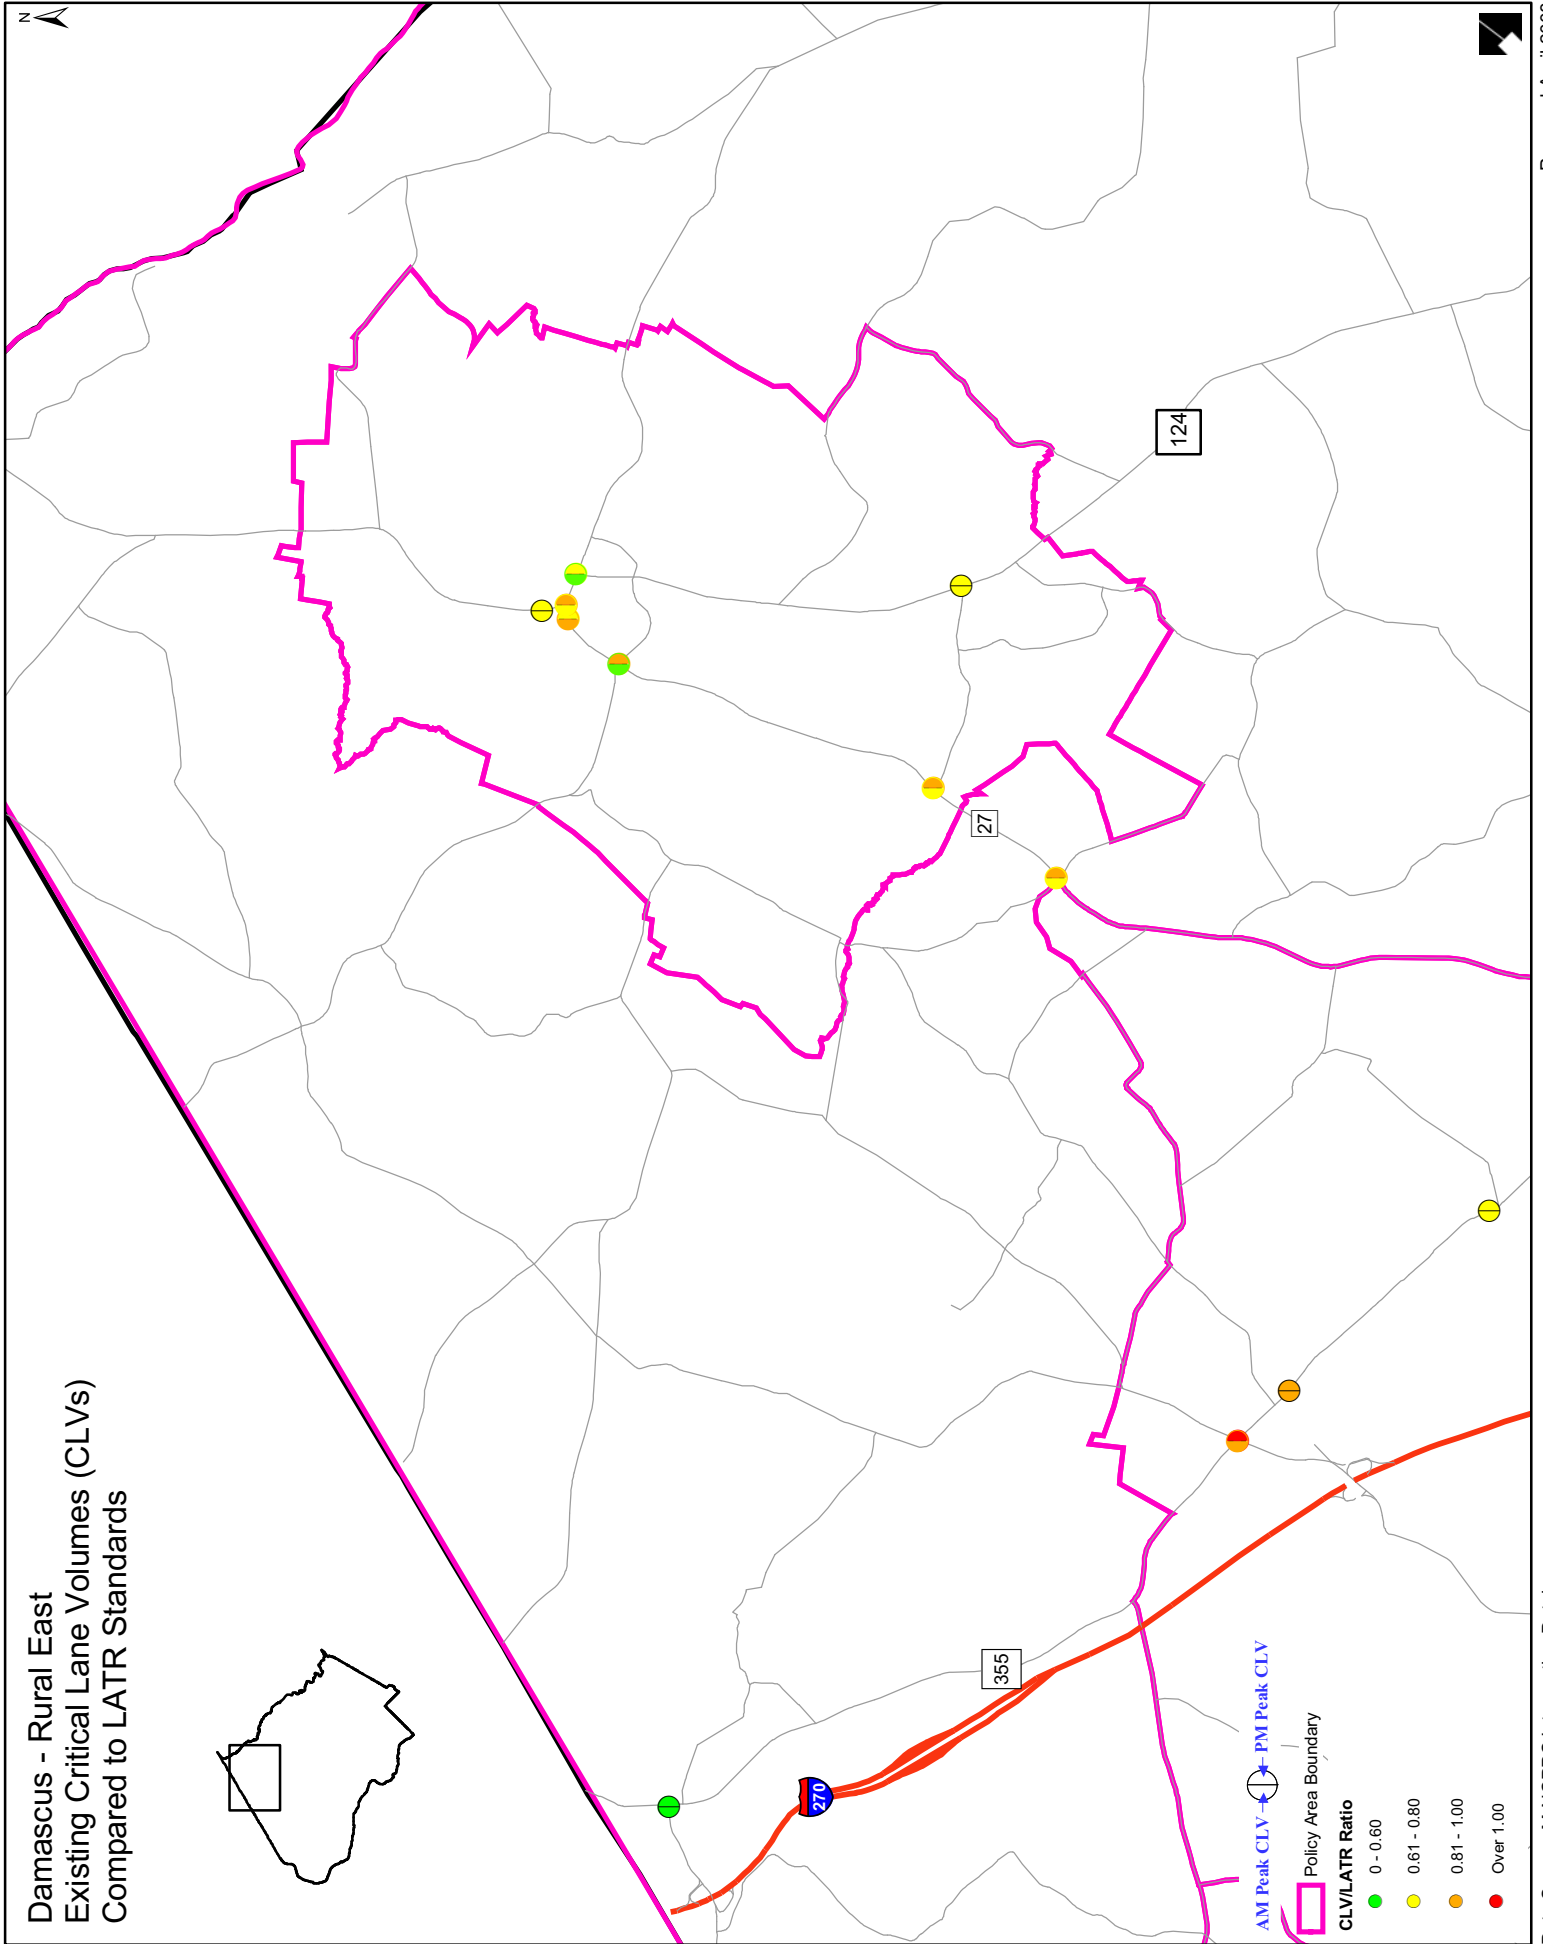 Damascus - Rural East
Existing Critical Lane Volumes (CLVs)
Compared to LATR Standards
N
124
27
355
270
AM Peak CLV
PM Peak CLV
Policy Area Boundary
CLV/LATR Ratio
0 - 0.60
0.61 - 0.80
0.81 - 1.00
Over 1.00